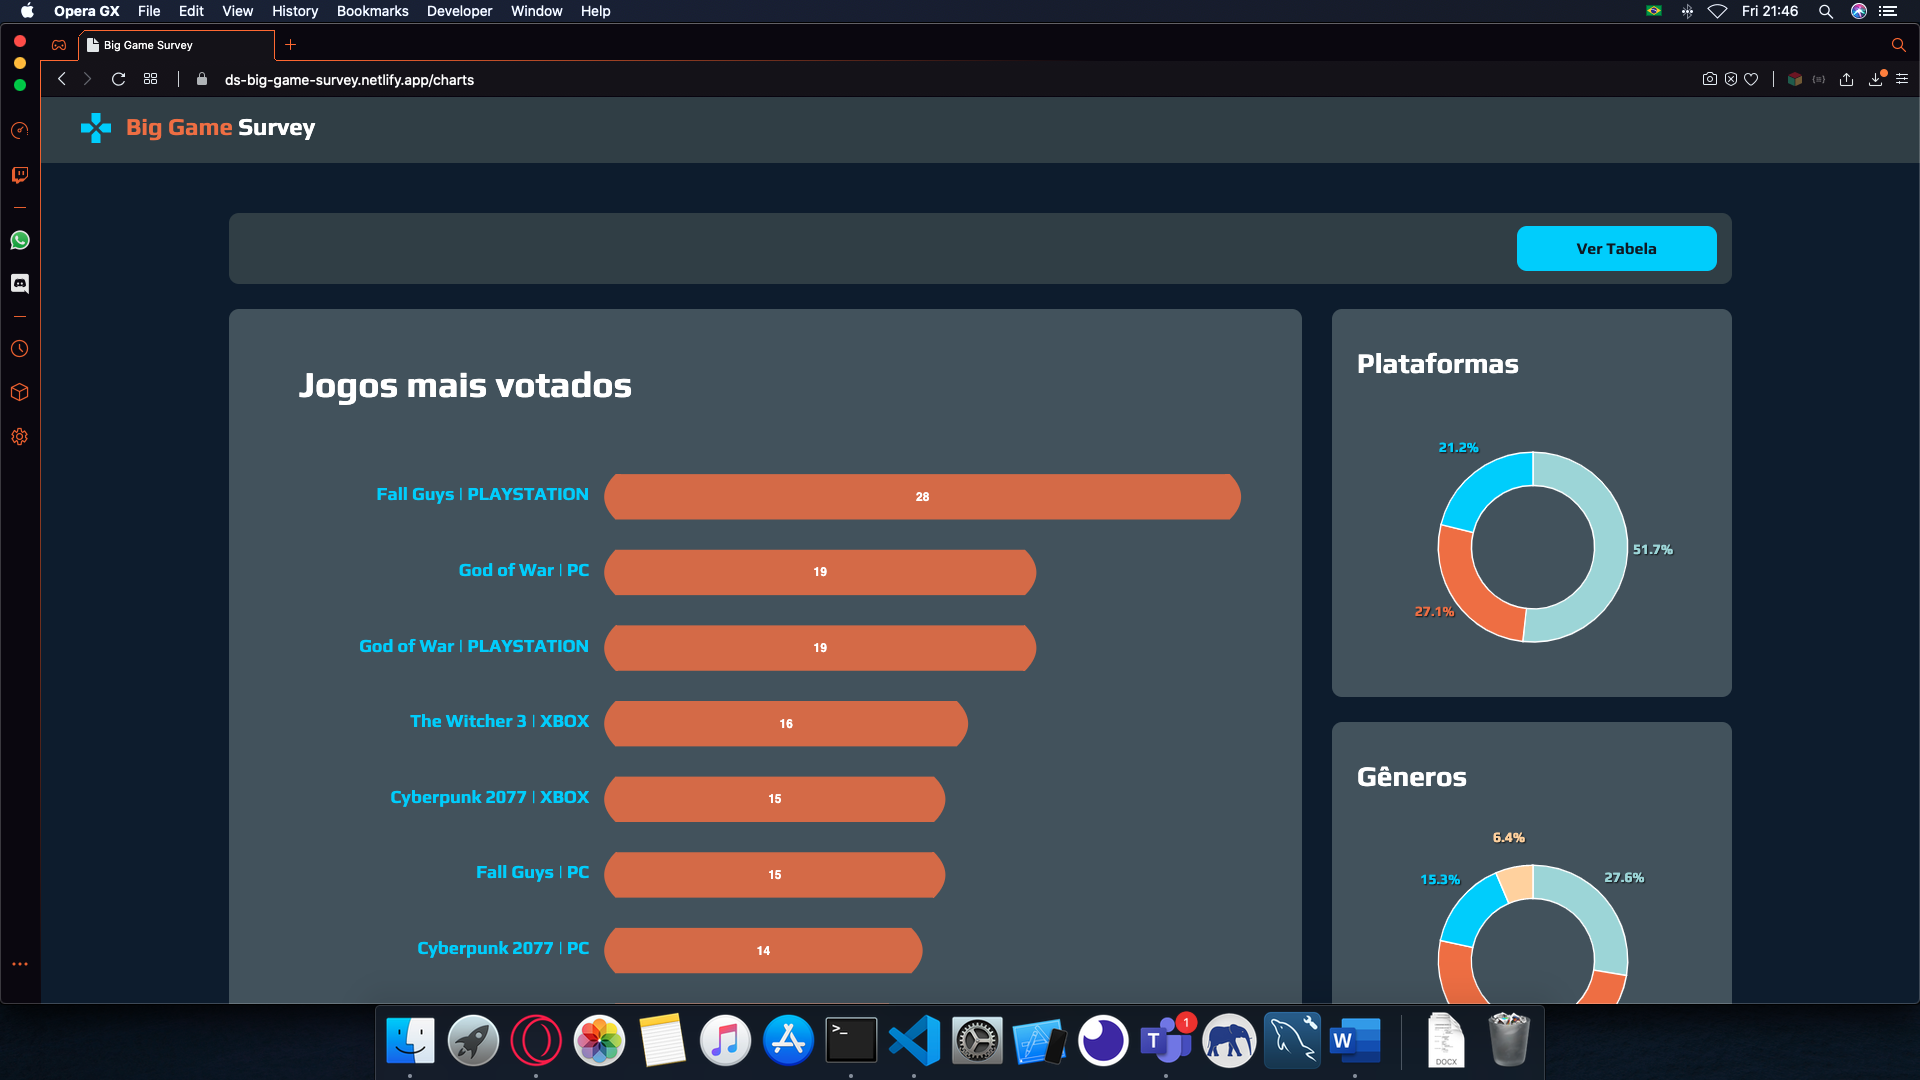 Opera GX File Edit View History Bookmarks Developer Window Help Fri 21:46
Big Game Survey
ds-big-game-survey.netlify.app/charts
Big Game Survey
Ver Tabela
Jogos mais votados
Fall Guys | PLAYSTATION 28
God of War | PC 19
God of War | PLAYSTATION 19
The Witcher 3 | XBOX 16
Cyberpunk 2077 | XBOX 15
Fall Guys | PC 15
Cyberpunk 2077 | PC 14
Plataformas
21.2%
51.7%
27.1%
Gêneros
6.4%
15.3%
27.6%
>_
T
1
W
DOCX